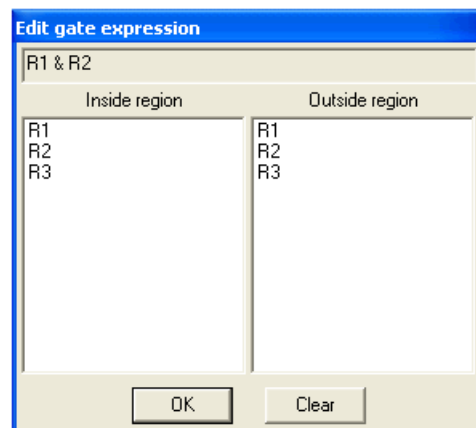 Edit gate expression
R1 & R2
Inside region
Outside region
R1
R2
R3
R1
R2
R3
OK
Clear